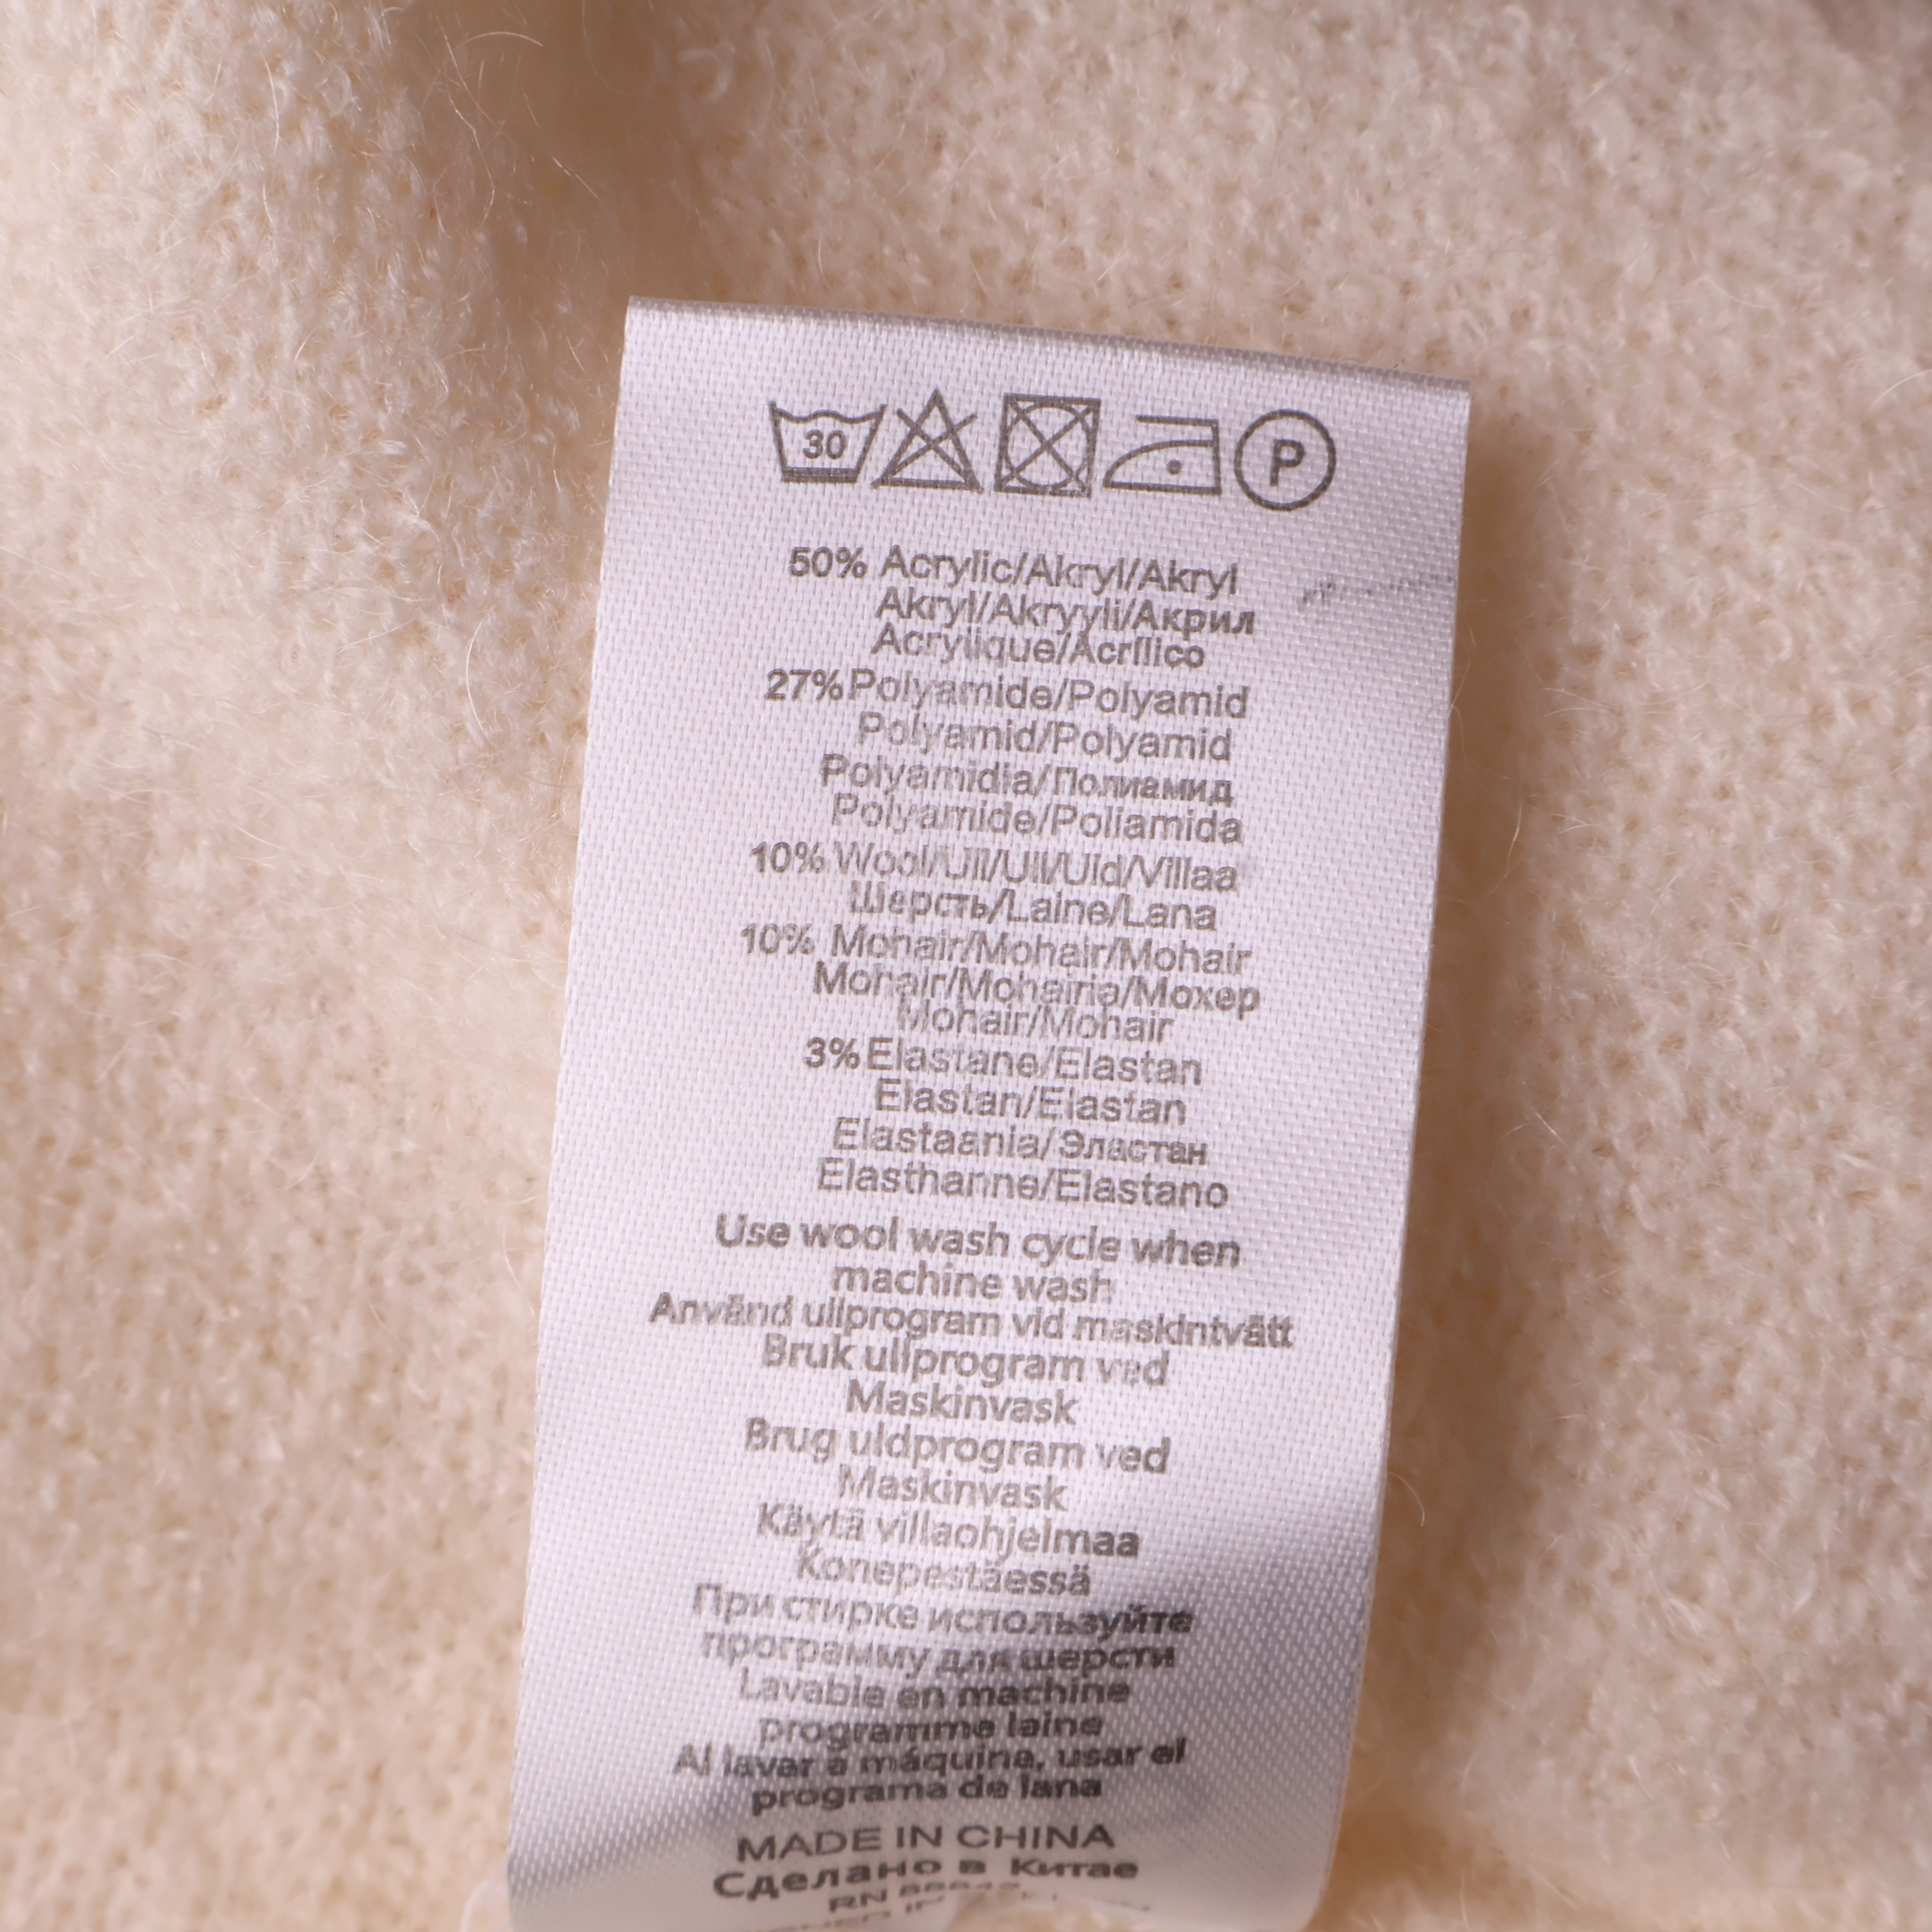 30
P
50% Acrylic/Akryl/Akryl
Akryl/Akryyli/Акрил
Acrylique/Acrílico
27% Polyamide/Polyamid
Polyamid/Polyamid
Polyamidia/Полиамид
Polyamide/Poliamida
10% Wool/Ull/Ull/Uld/Villaa
Шерсть/Laine/Lana
10% Mohair/Mohair/Mohair
Mohair/Mohairia/Мохер
Mohair/Mohair
3% Elastane/Elastan
Elastan/Elastan
Elastaania/Эластан
Elasthanne/Elastano
Use wool wash cycle when
machine wash
Använd ullprogram vid maskintvätt
Bruk ullprogram ved
Maskinvask
Brug uldprogram ved
Maskinvask
Käytä villaohjelmaa
Konepestäessä
При стирке используйте
программу для шерсти
Lavable en machine
programme laine
Al lavar a máquina, usar el
programa de lana
MADE IN CHINA
Сделано в Китае
RN